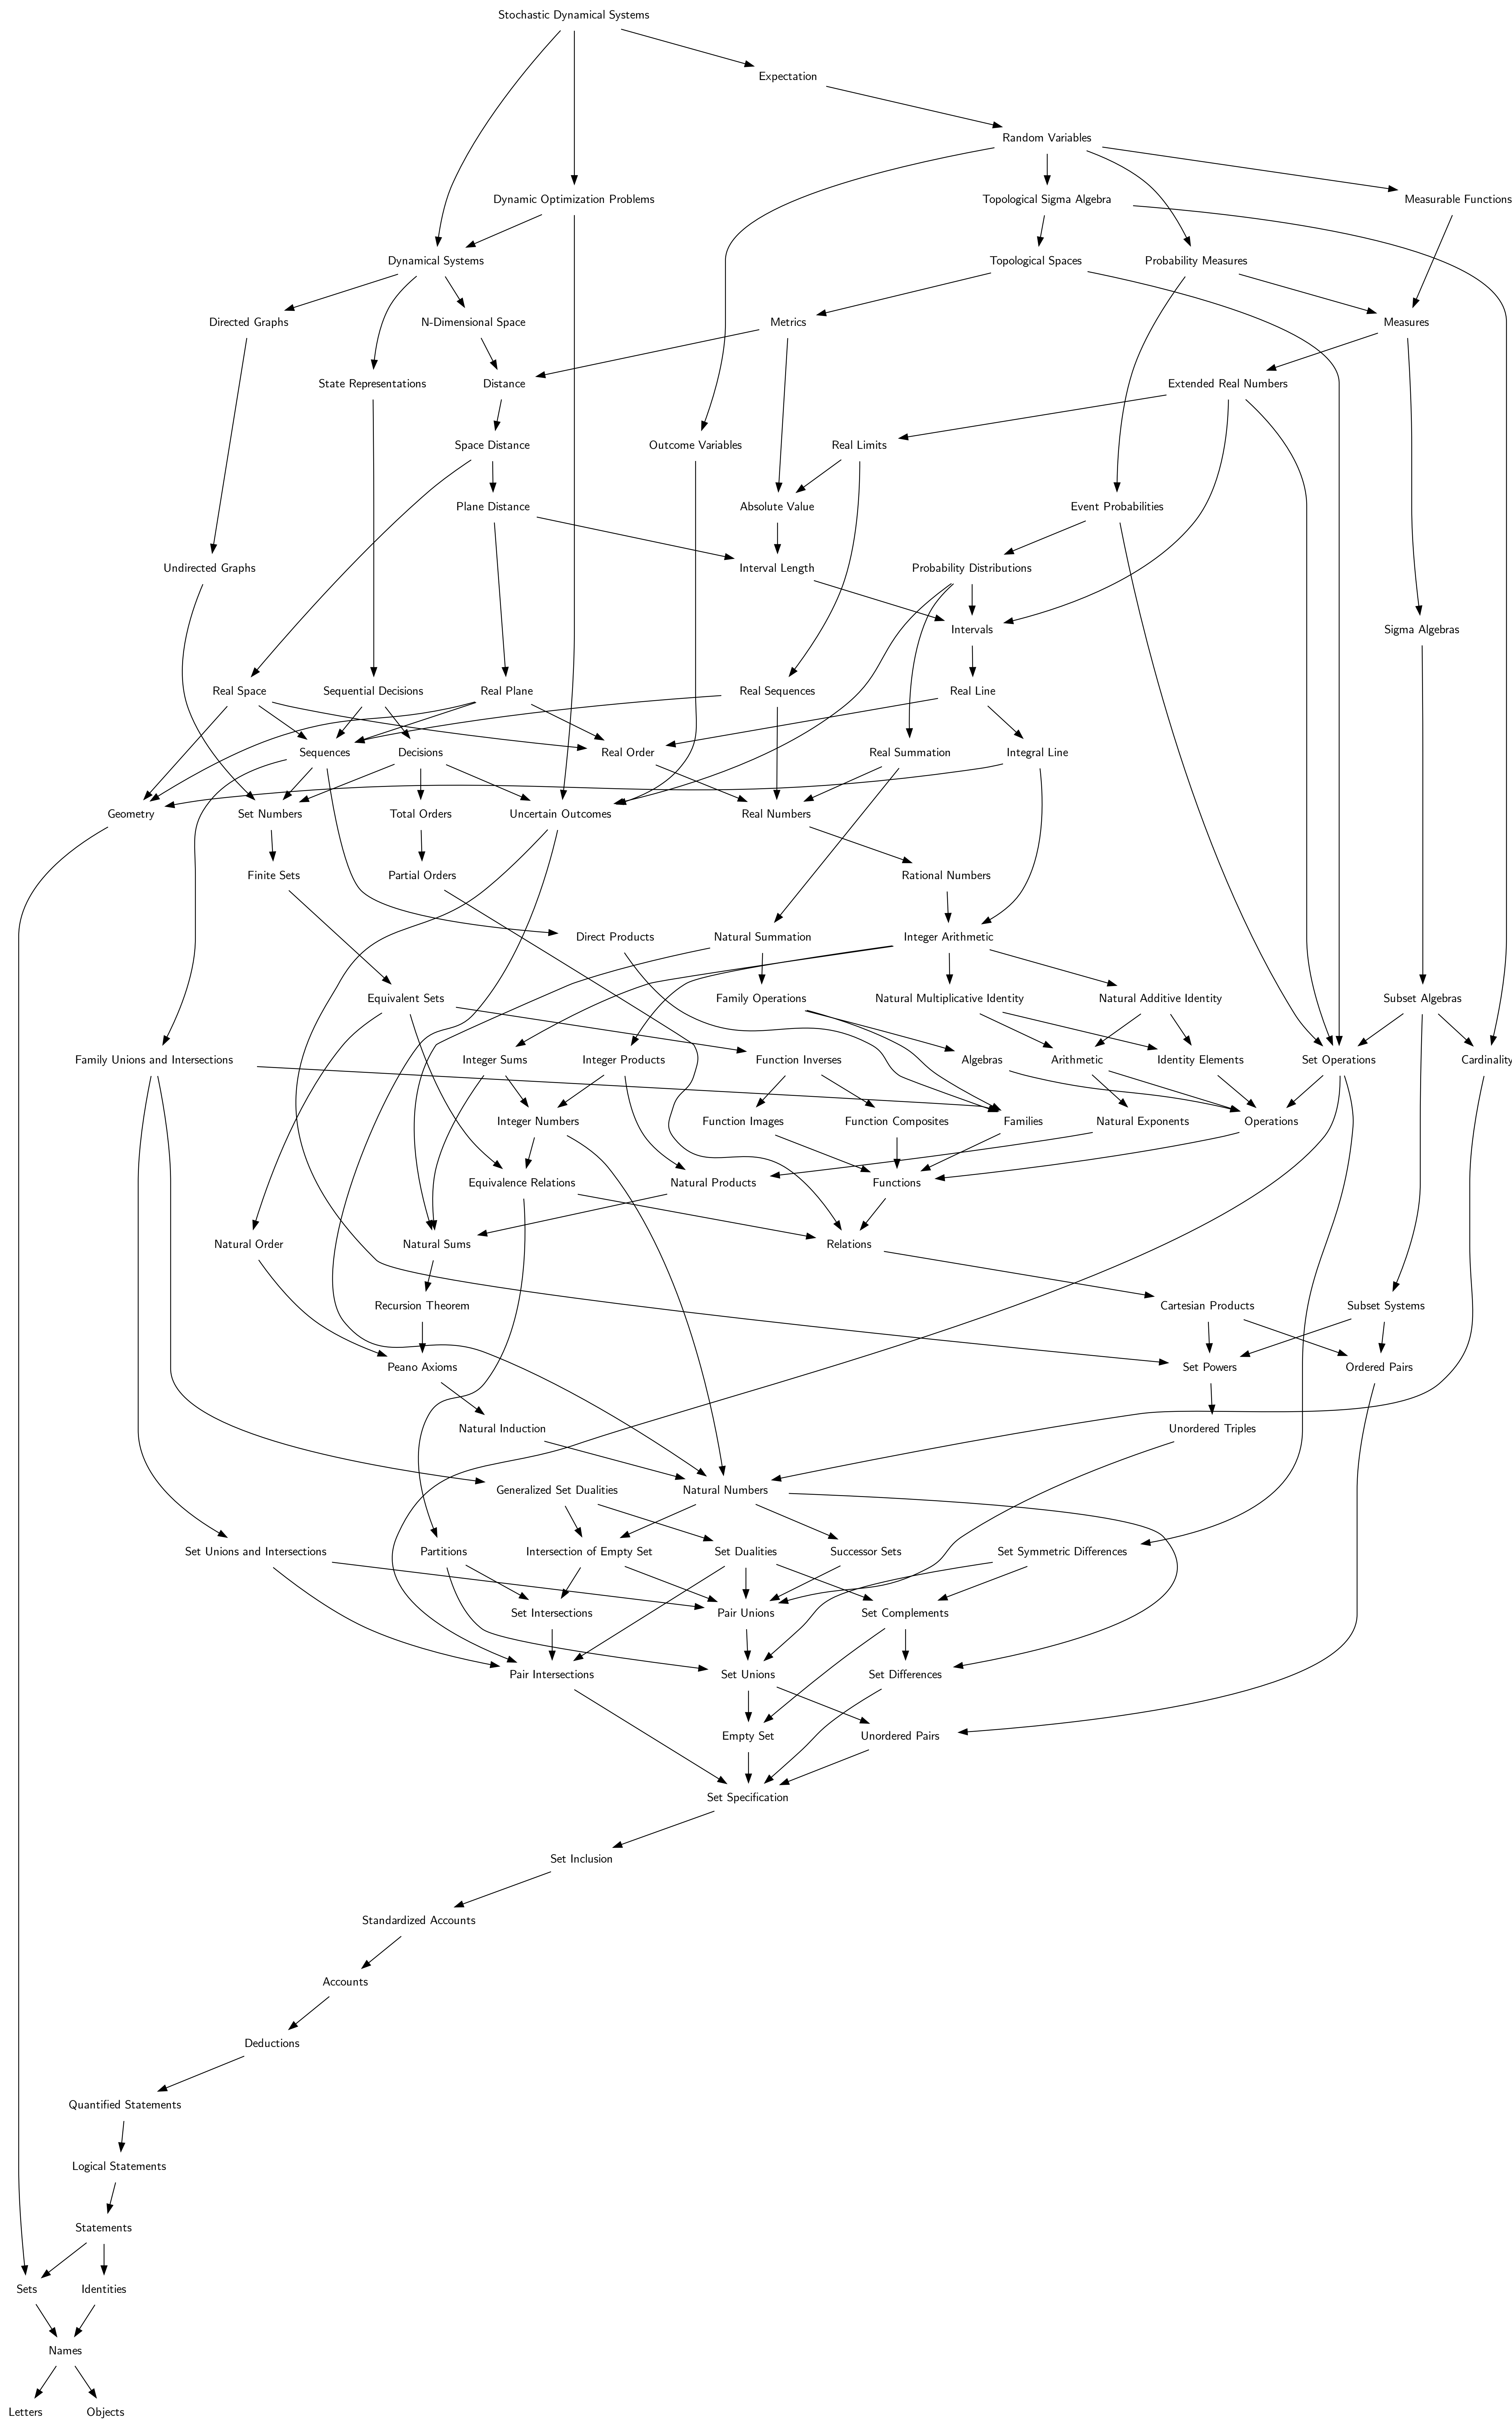 Stochastic Dynamical Systems
Expectation
Random Variables
Dynamic Optimization Problems
Topological Sigma Algebra
Measurable Functions
Dynamical Systems
Topological Spaces
Probability Measures
Directed Graphs
N-Dimensional Space
Metrics
Measures
State Representations
Distance
Extended Real Numbers
Space Distance
Outcome Variables
Real Limits
Plane Distance
Absolute Value
Event Probabilities
Undirected Graphs
Interval Length
Probability Distributions
Intervals
Sigma Algebras
Real Space
Sequential Decisions
Real Plane
Real Sequences
Real Line
Sequences
Decisions
Real Order
Real Summation
Integral Line
Geometry
Set Numbers
Total Orders
Uncertain Outcomes
Real Numbers
Finite Sets
Partial Orders
Rational Numbers
Direct Products
Natural Summation
Integer Arithmetic
Equivalent Sets
Family Operations
Natural Multiplicative Identity
Natural Additive Identity
Subset Algebras
Family Unions and Intersections
Integer Sums
Integer Products
Function Inverses
Algebras
Arithmetic
Identity Elements
Set Operations
Cardinality
Integer Numbers
Function Images
Function Composites
Families
Natural Exponents
Operations
Equivalence Relations
Natural Products
Functions
Natural Order
Natural Sums
Relations
Recursion Theorem
Cartesian Products
Subset Systems
Peano Axioms
Set Powers
Ordered Pairs
Natural Induction
Unordered Triples
Generalized Set Dualities
Natural Numbers
Set Unions and Intersections
Partitions
Intersection of Empty Set
Set Dualities
Successor Sets
Set Symmetric Differences
Set Intersections
Pair Unions
Set Complements
Pair Intersections
Set Unions
Set Differences
Empty Set
Unordered Pairs
Set Specification
Set Inclusion
Standardized Accounts
Accounts
Deductions
Quantified Statements
Logical Statements
Statements
Sets
Identities
Names
Letters
Objects